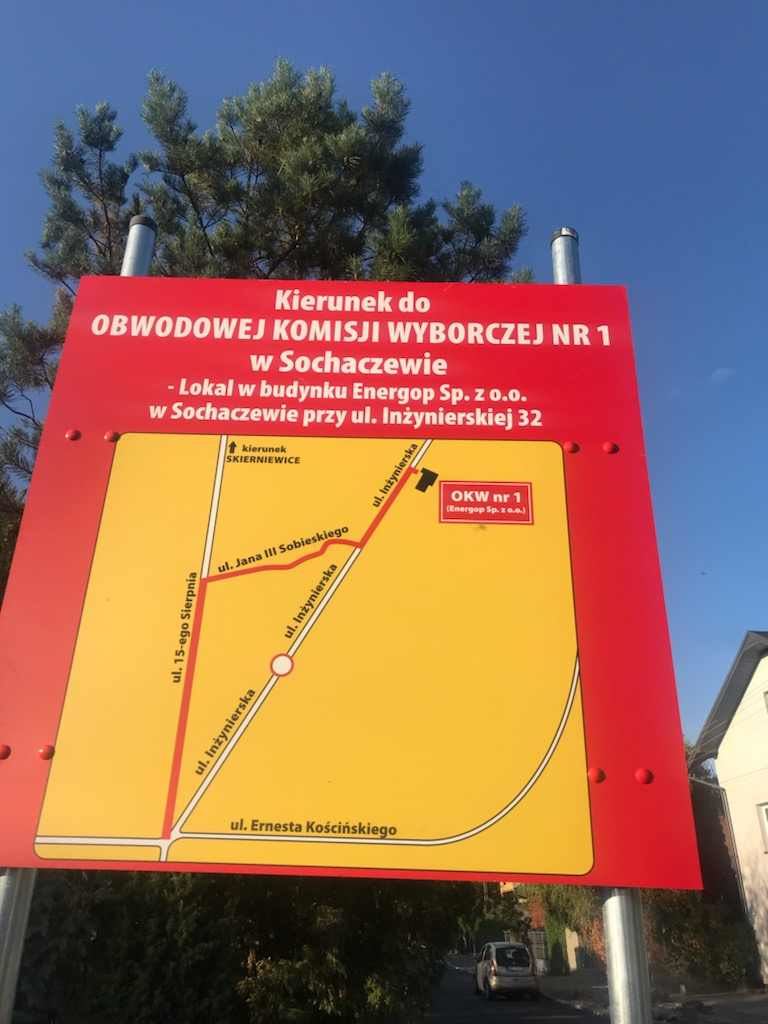 Kierunek do
OBWODOWEJ KOMISJI WYBORCZEJ NR 1
w Sochaczewie
- Lokal w budynku Energop Sp. z o.o.
w Sochaczewie przy ul. Inżynierskiej 32
kierunek
SKIERNIEWICE
ul. Inżynierska
OKW nr 1
(Energop Sp. z o.o.)
ul. Jana III Sobieskiego
ul. Inżynierska
ul. 15-ego Sierpnia
ul. Inżynierska
ul. Ernesta Kościńskiego